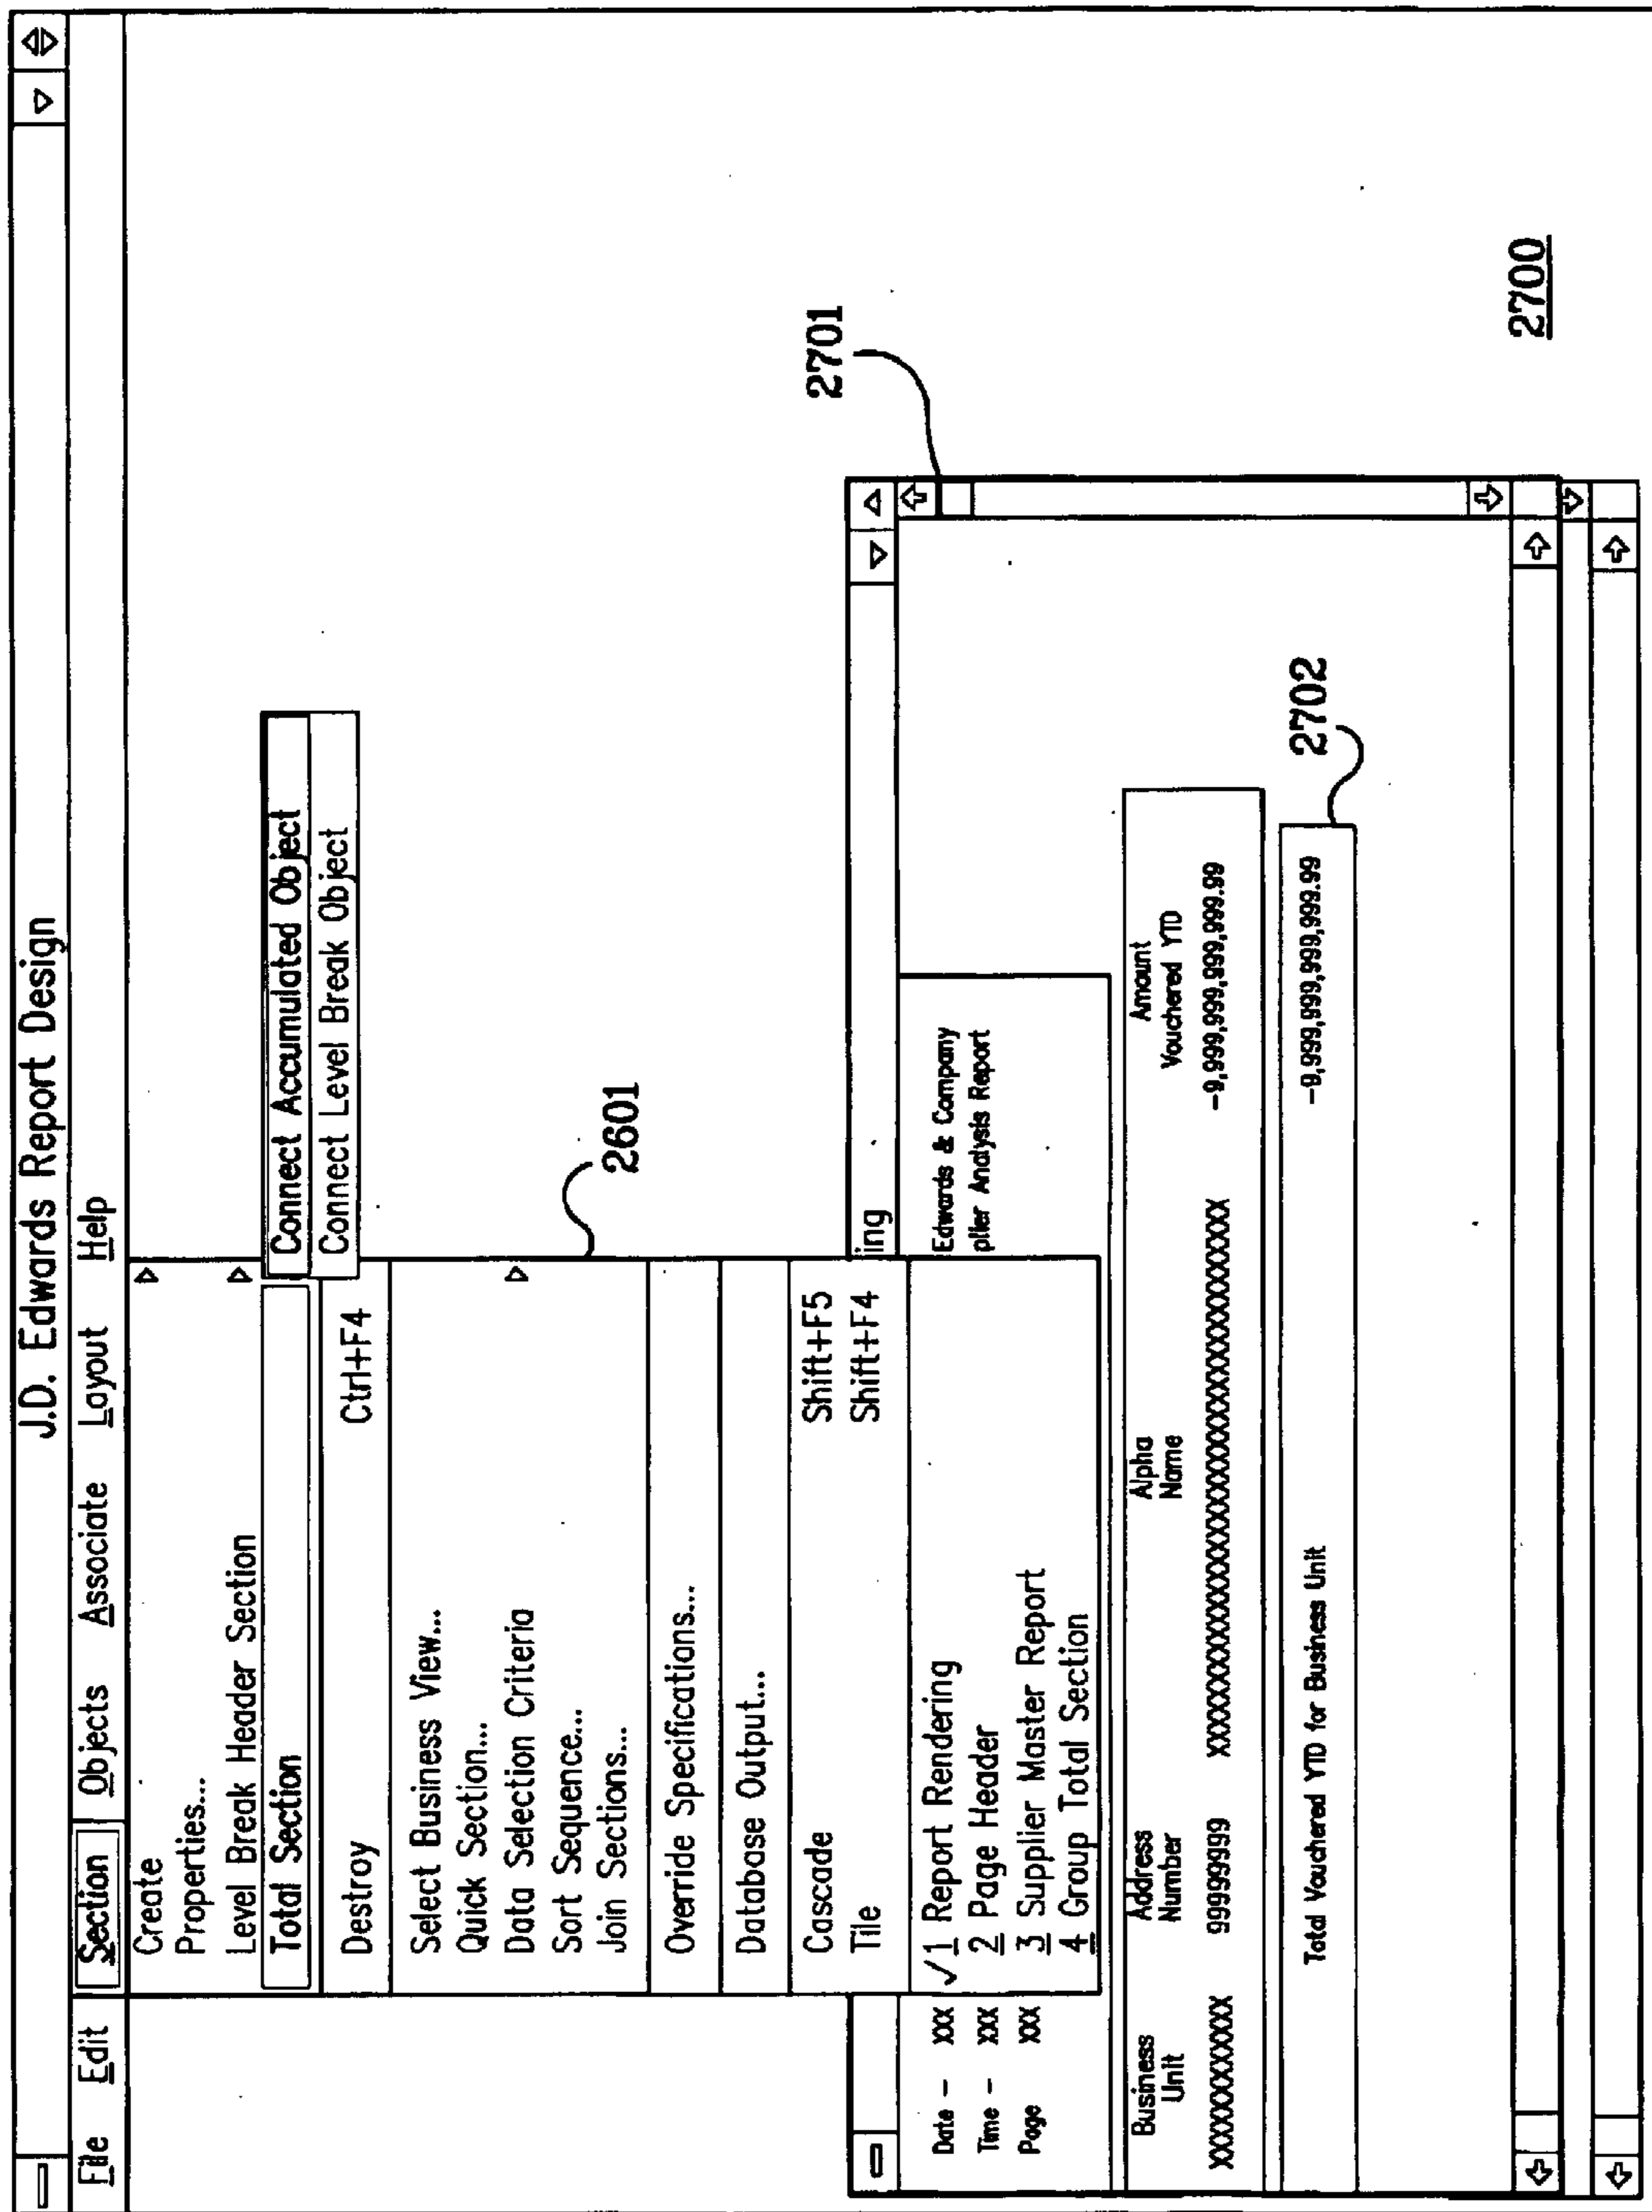 J.D. Edwards Report Design
File Edit Section Objects Associate Layout Help
Create
Properties...
Level Break Header Section
Total Section
Connect Accumulated Object
Connect Level Break Object
Destroy Ctrl+F4
Select Business View...
Quick Section...
Data Selection Criteria
Sort Sequence...
Join Sections...
2601
Override Specifications...
Database Output...
Cascade Shift+F5
Tile Shift+F4
2701
ing
√1 Report Rendering
2 Page Header
3 Supplier Master Report
4 Group Total Section
Date - XXX
Time - XXX
Page XXX
Edwards & Company
plier Analysis Report
Business Unit
Address Number
Alpha Name
Amount Vouchered YTD
XXXXXXXXXXXX 99999999 XXXXXXXXXXXXXXXXXXXXXXXXXXXXXXXXXXXXXXXX -9,999,999,999,999.99
Total Vouchered YTD for Business Unit -9,999,999,999,999.99
2702
2700